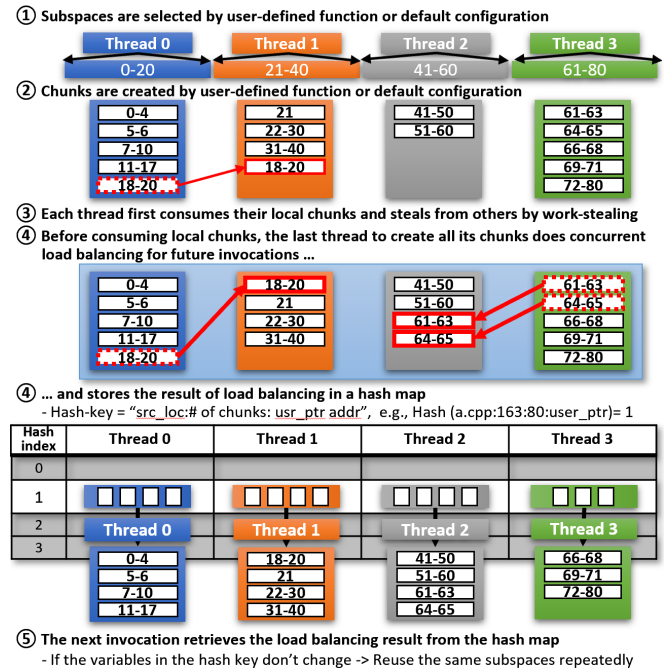 ① Subspaces are selected by user-defined function or default configuration
Thread 0 Thread 1 Thread 2 Thread 3
0-20 21-40 41-60 61-80
② Chunks are created by user-defined function or default configuration
0-4 21 41-50 61-63
5-6 22-30 51-60 64-65
7-10 31-40 66-68
11-17 18-20 69-71
18-20 72-80
③ Each thread first consumes their local chunks and steals from others by work-stealing
④ Before consuming local chunks, the last thread to create all its chunks does concurrent
load balancing for future invocations …
0-4 18-20 41-50 61-63
5-6 21 51-60 64-65
7-10 22-30 61-63 66-68
11-17 31-40 64-65 69-71
18-20 72-80
④ … and stores the result of load balancing in a hash map
- Hash-key = “src_loc:# of chunks: usr_ptr addr”, e.g., Hash (a.cpp:163:80:user_ptr)= 1
Hash
index Thread 0 Thread 1 Thread 2 Thread 3
0
1
2 Thread 0 Thread 1 Thread 2 Thread 3
3
0-4 18-20 41-50 66-68
5-6 21 51-60 69-71
7-10 22-30 61-63 72-80
11-17 31-40 64-65
⑤ The next invocation retrieves the load balancing result from the hash map
- If the variables in the hash key don’t change -> Reuse the same subspaces repeatedly